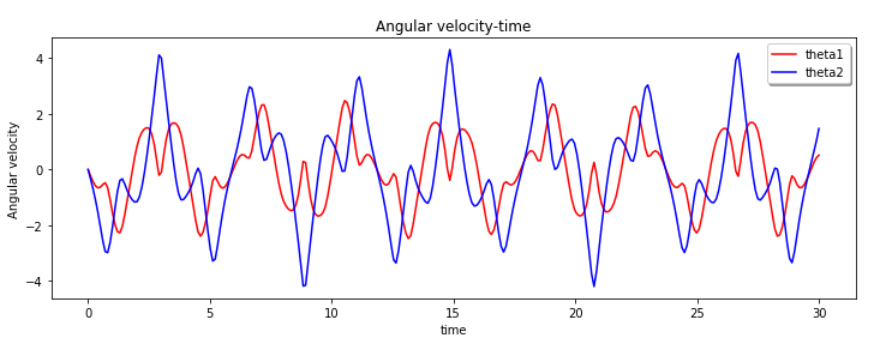 Angular velocity-time
theta1
theta2
Angular velocity
4
2
0
−2
−4
0 5 10 15 20 25 30
time